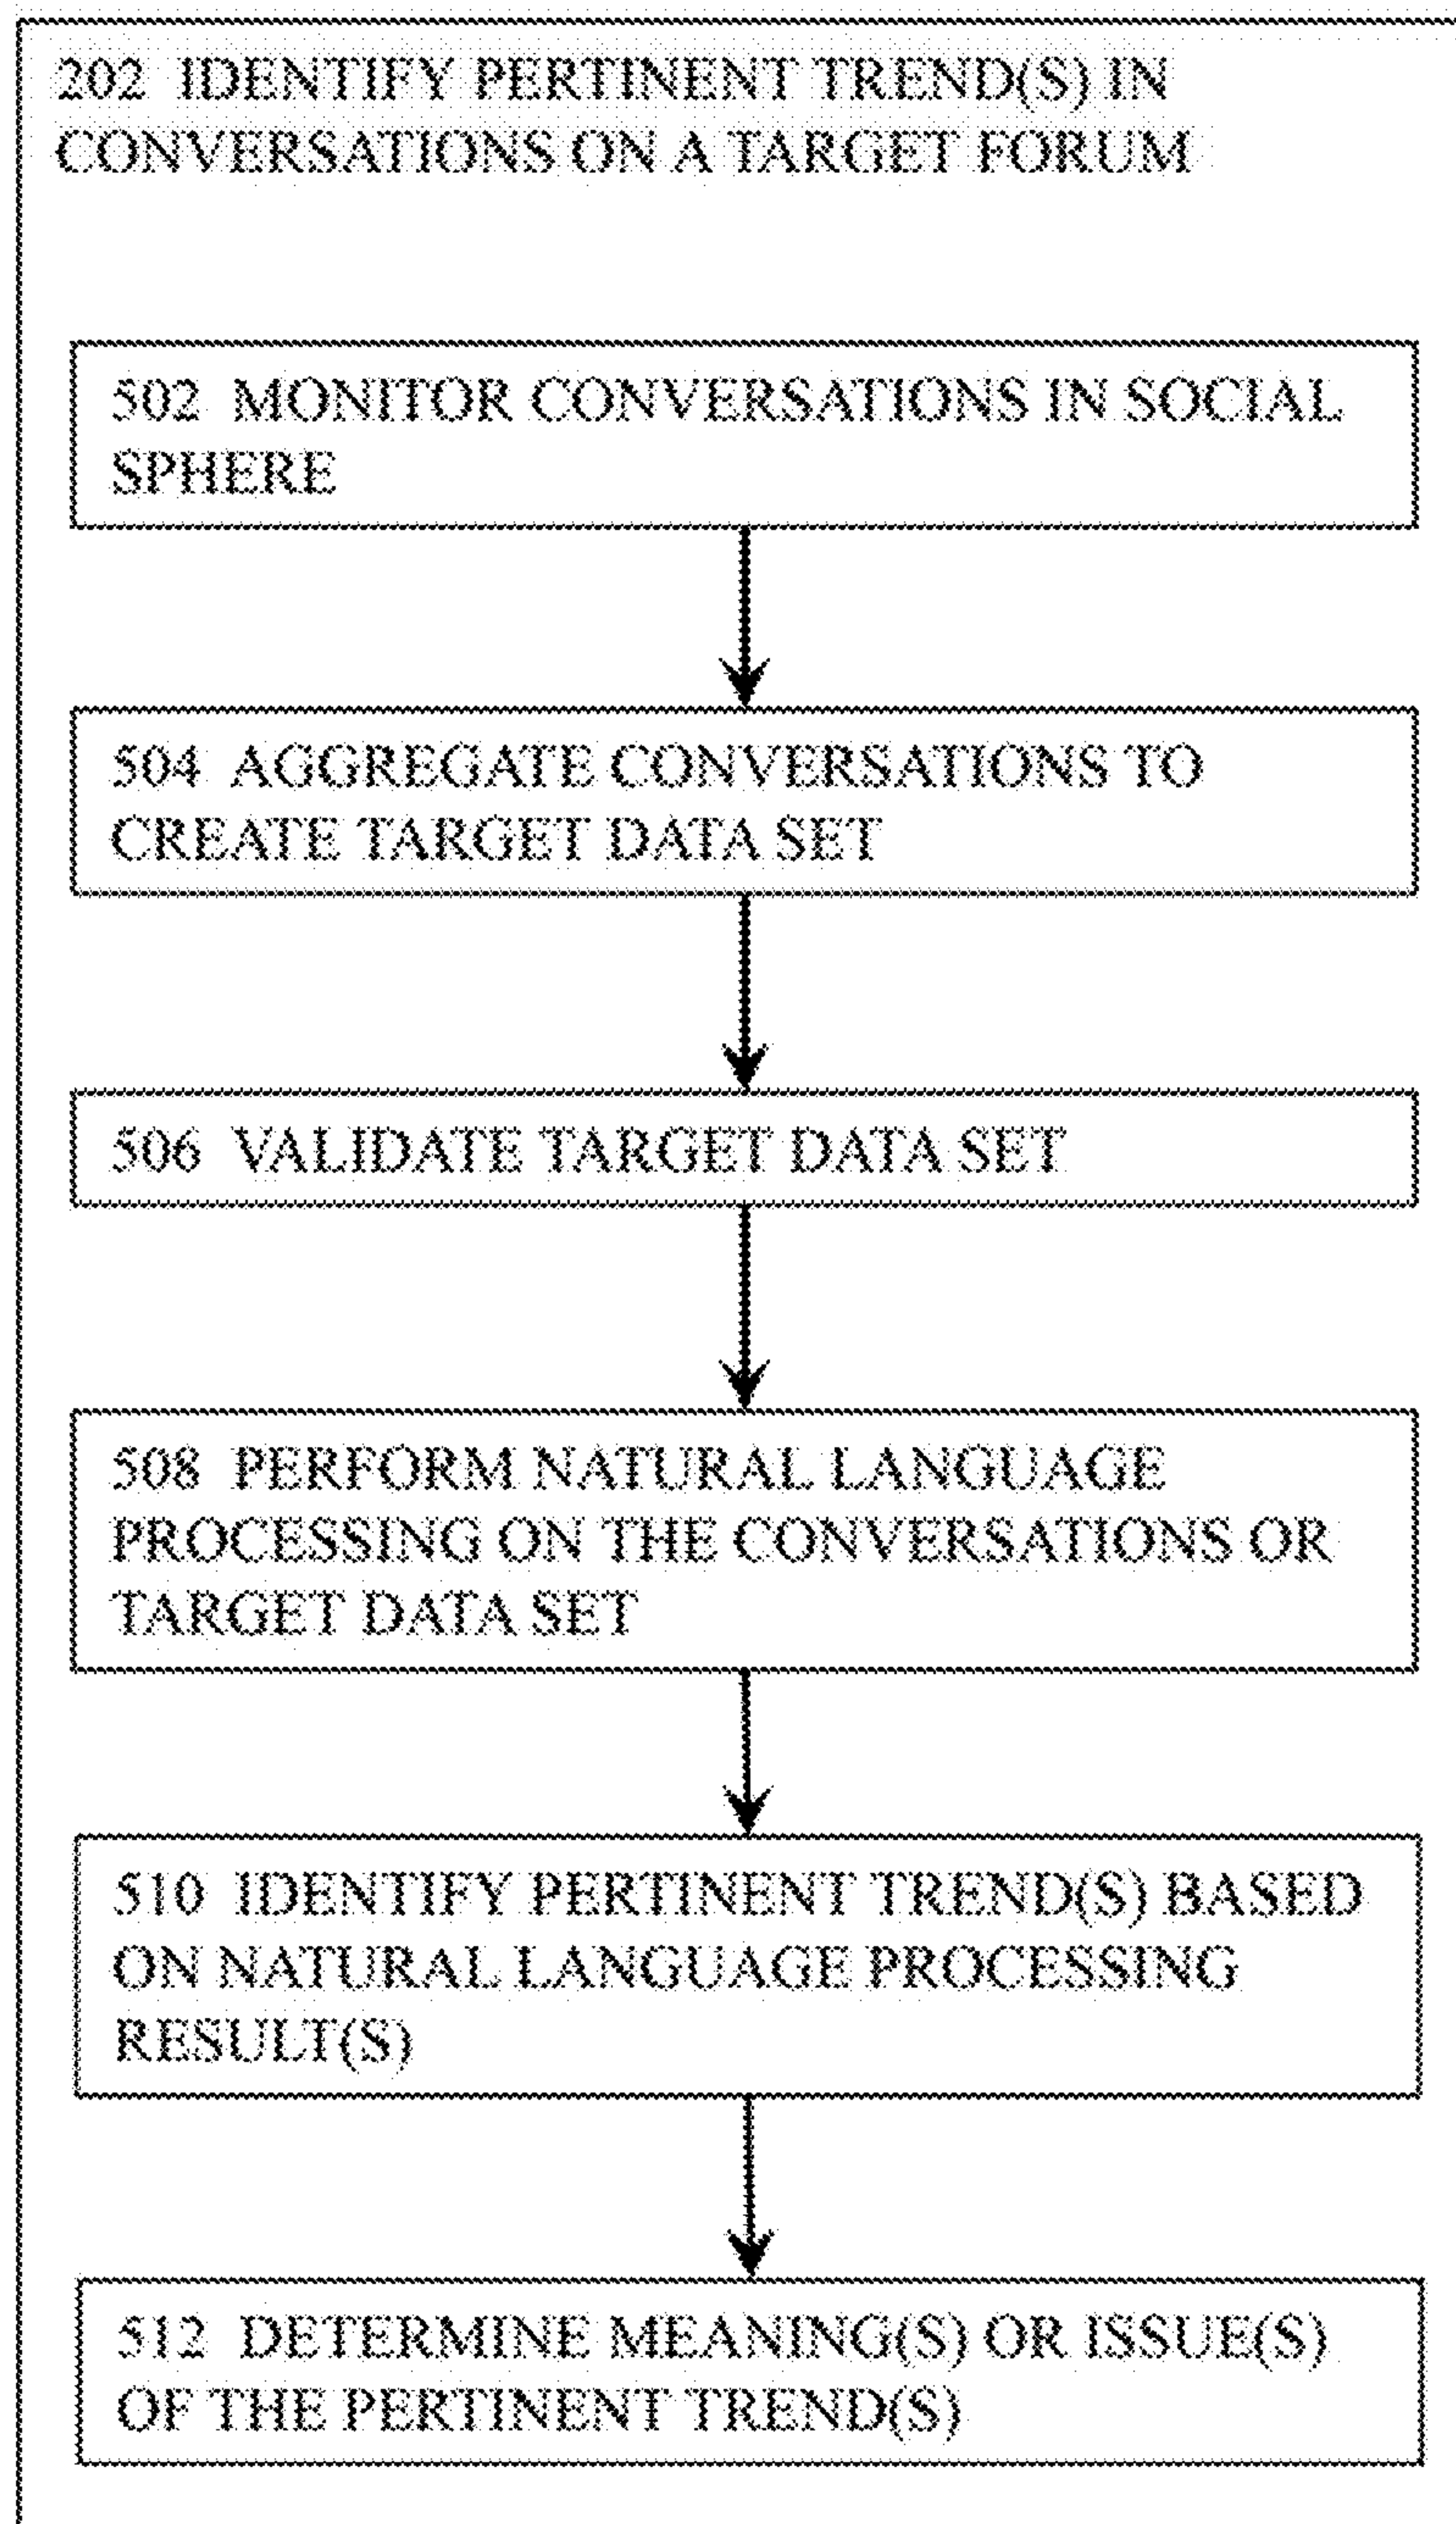 202 IDENTIFY PERTINENT TREND(S) IN
CONVERSATIONS ON A TARGET FORUM
502 MONITOR CONVERSATIONS IN SOCIAL
SPHERE
504 AGGREGATE CONVERSATIONS TO
CREATE TARGET DATA SET
506 VALIDATE TARGET DATA SET
508 PERFORM NATURAL LANGUAGE
PROCESSING ON THE CONVERSATIONS OR
TARGET DATA SET
510 IDENTIFY PERTINENT TREND(S) BASED
ON NATURAL LANGUAGE PROCESSING
RESULT(S)
512 DETERMINE MEANING(S) OR ISSUE(S)
OF THE PERTINENT TREND(S)